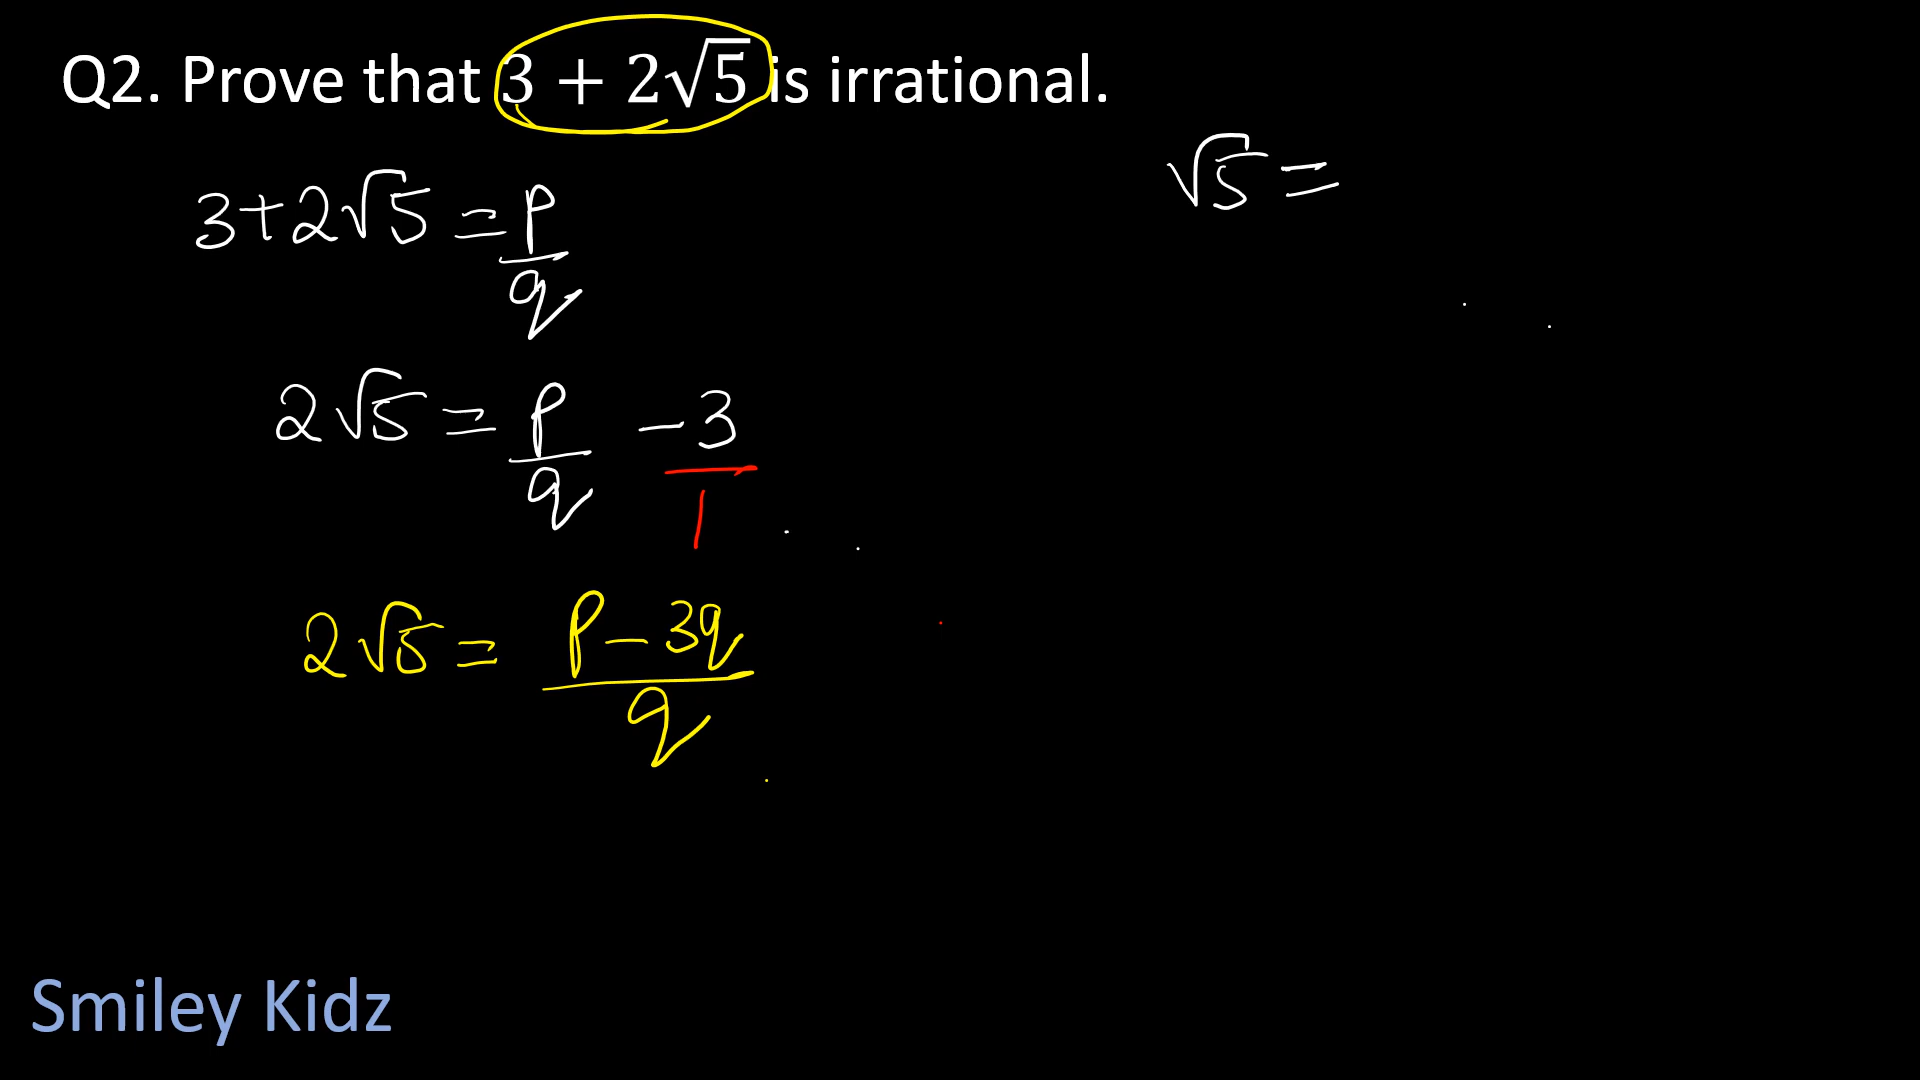 Q2. Prove that 3 + 2√5 is irrational.
√5 =
3+2√5 = p/q
2√5 = p/q - 3/1
2√5 = p-3q/q
Smiley Kidz